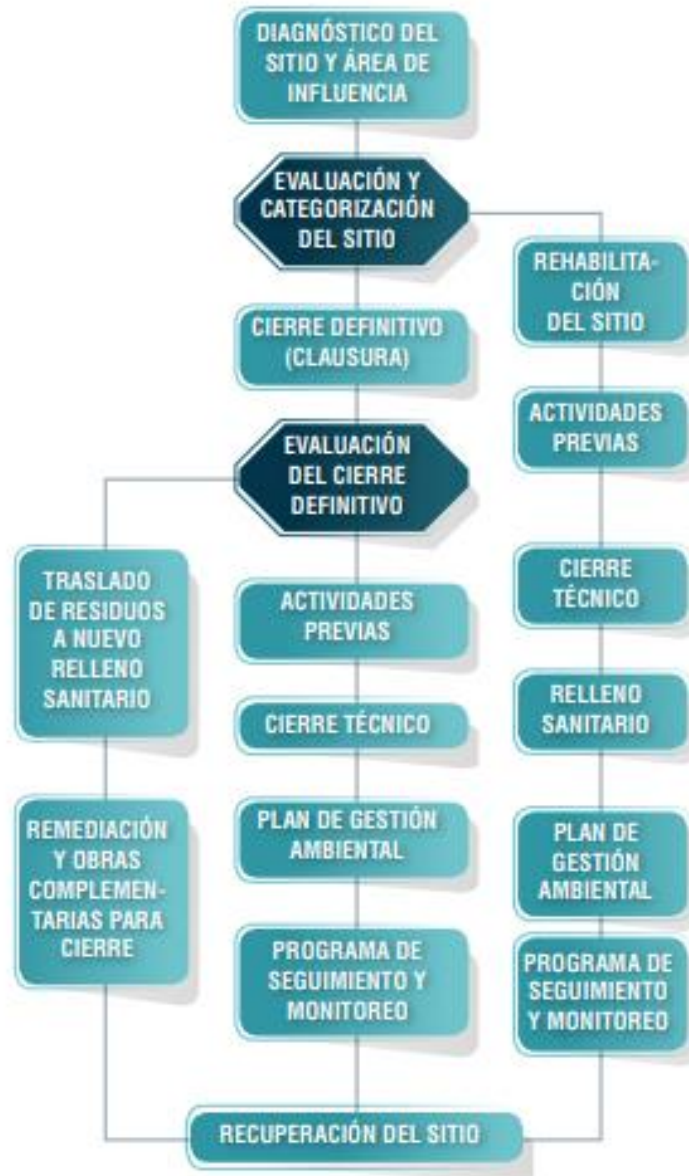 DIAGNÓSTICO DEL
SITIO Y ÁREA DE
INFLUENCIA
EVALUACIÓN Y
CATEGORIZACIÓN
DEL SITIO
CIERRE DEFINITIVO
(CLAUSURA)
EVALUACIÓN
DEL CIERRE
DEFINITIVO
TRASLADO
DE RESIDUOS
A NUEVO
RELLENO
SANITARIO
REMEDIACIÓN
Y OBRAS
COMPLEMEN-
TARIAS PARA
CIERRE
ACTIVIDADES
PREVIAS
CIERRE TÉCNICO
PLAN DE GESTIÓN
AMBIENTAL
PROGRAMA DE
SEGUIMIENTO Y
MONITOREO
REHABILITA-
CIÓN
DEL SITIO
ACTIVIDADES
PREVIAS
CIERRE
TÉCNICO
RELLENO
SANITARIO
PLAN DE
GESTIÓN
AMBIENTAL
PROGRAMA DE
SEGUIMIENTO
Y MONITOREO
RECUPERACIÓN DEL SITIO